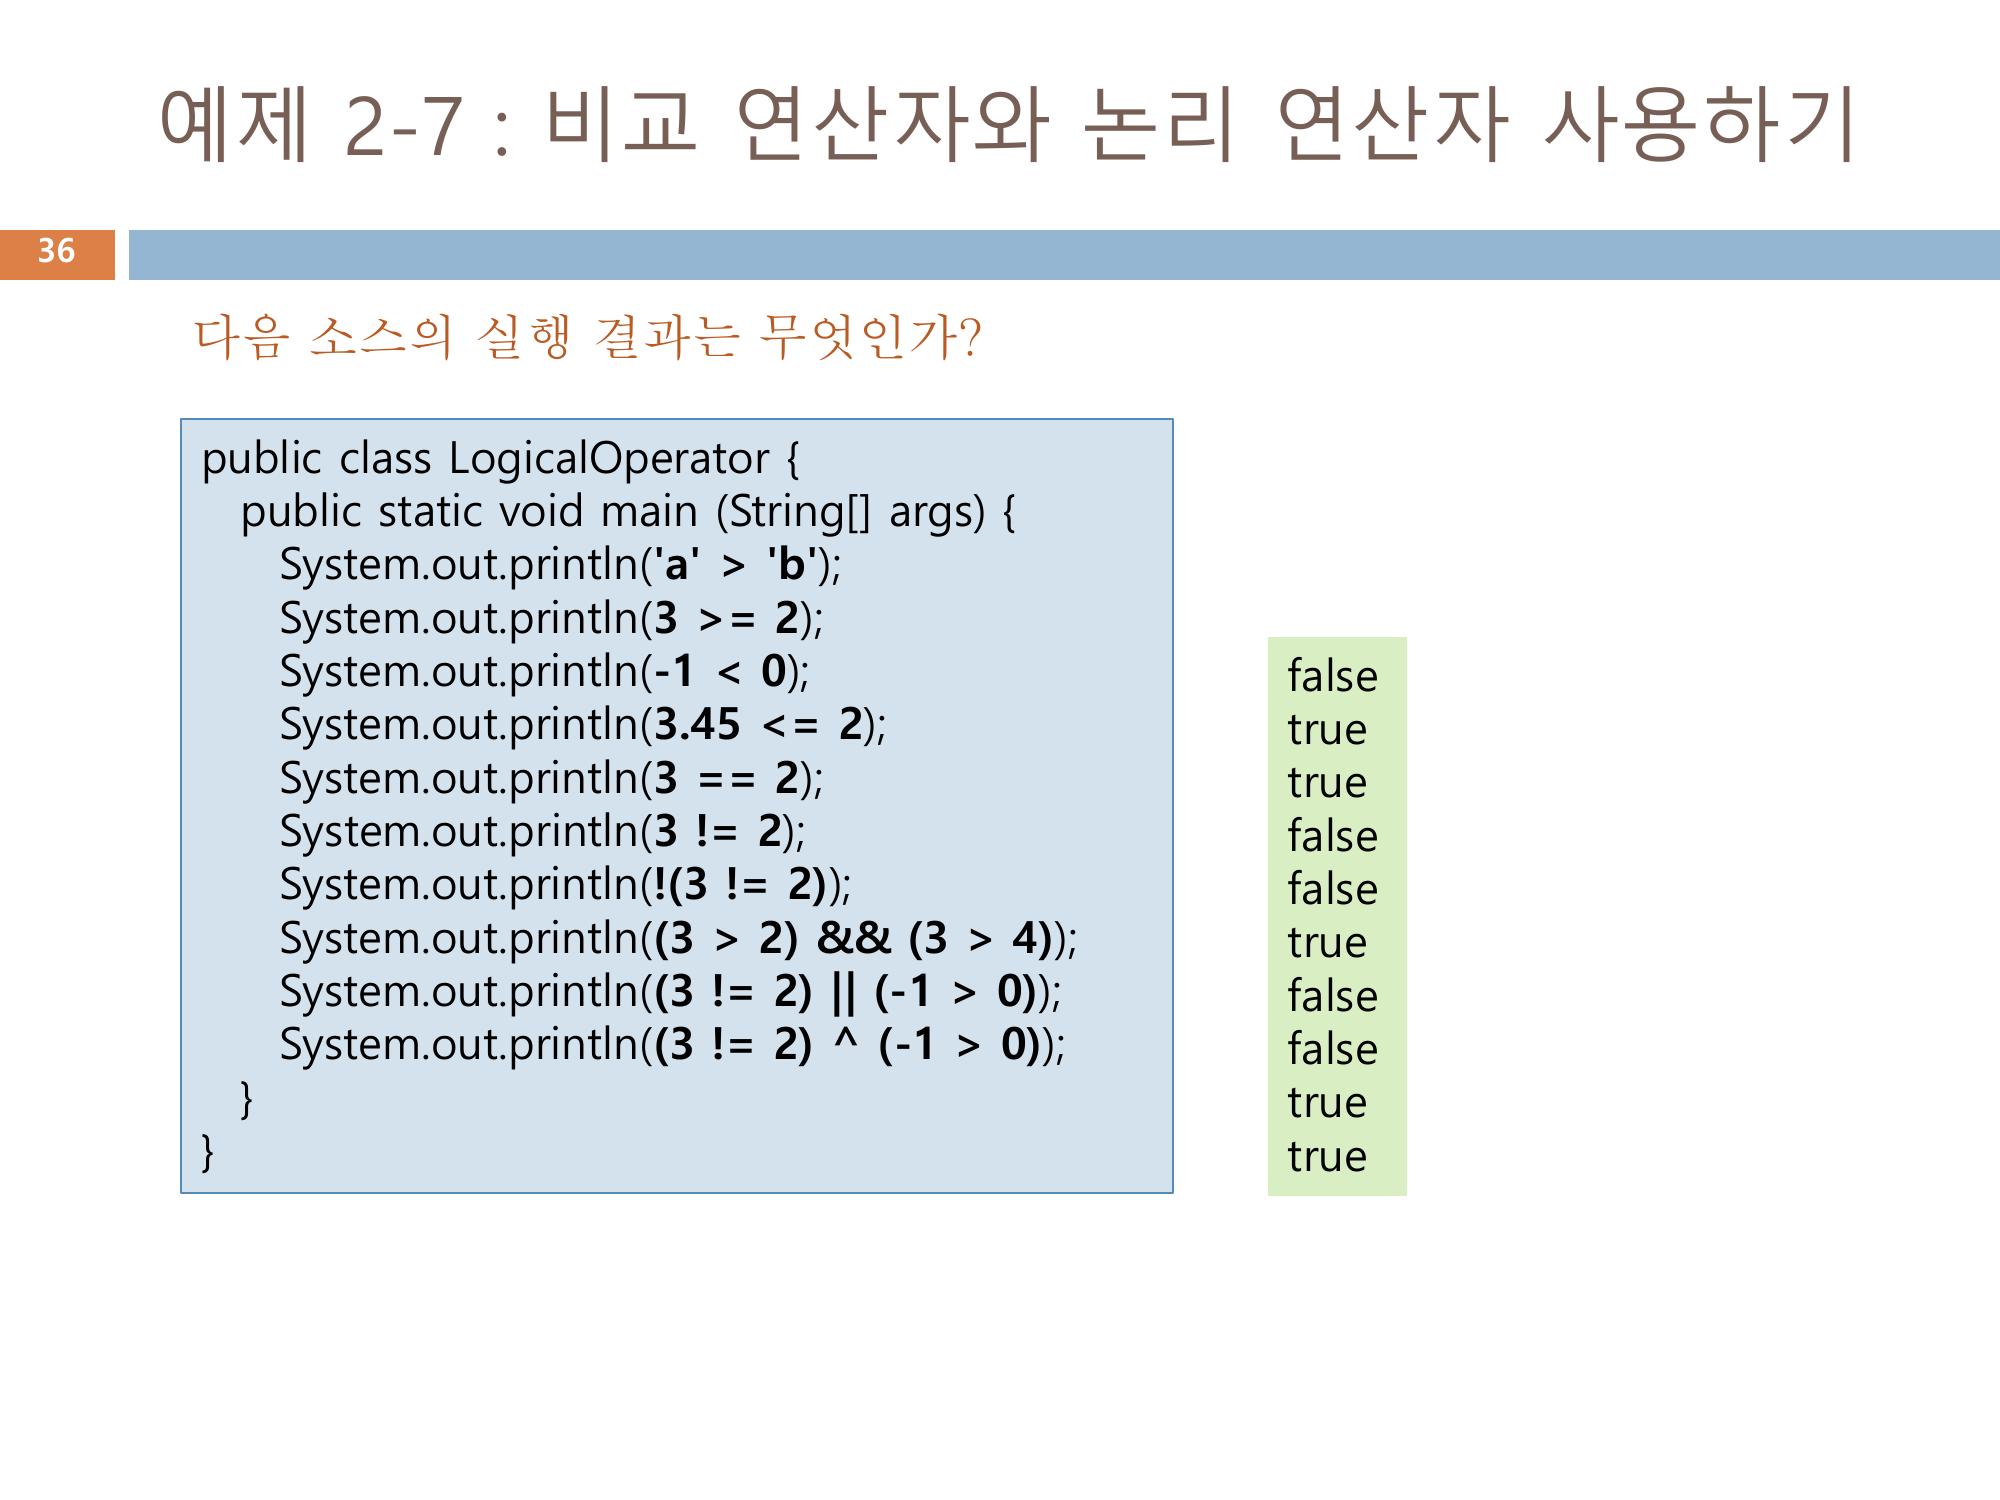 예제 2-7 : 비교 연산자와 논리 연산자 사용하기
36
다음 소스의 실행 결과는 무엇인가?
public class LogicalOperator {
public static void main (String[] args) {
System.out.println('a' > 'b');
System.out.println(3 >= 2);
System.out.println(-1 < 0);
System.out.println(3.45 <= 2);
System.out.println(3 == 2);
System.out.println(3 != 2);
System.out.println(!(3 != 2));
System.out.println((3 > 2) && (3 > 4));
System.out.println((3 != 2) || (-1 > 0));
System.out.println((3 != 2) ^ (-1 > 0));
}
}
false
true
true
false
false
true
false
false
true
true